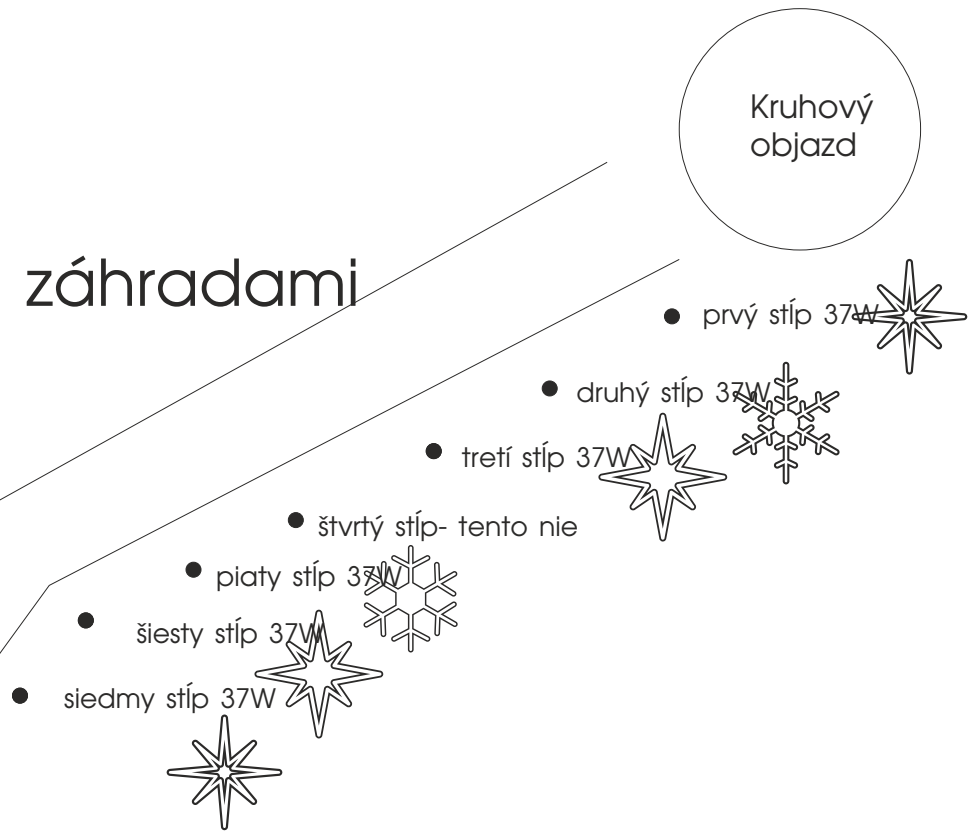 Kruhový
objazd
záhradami
prvý stĺp 37W
druhý stĺp 37W
tretí stĺp 37W
štvrtý stĺp- tento nie
piaty stĺp 37W
šiesty stĺp 37W
siedmy stĺp 37W